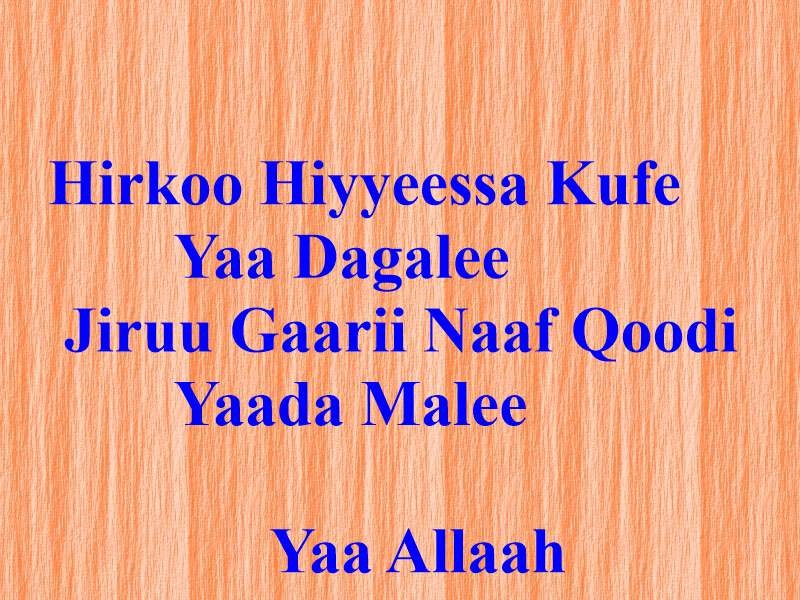 Hirkoo Hiyyeessa Kufe
Yaa Dagalee
Jiruu Gaarii Naaf Qoodi
Yaada Malee
Yaa Allaah